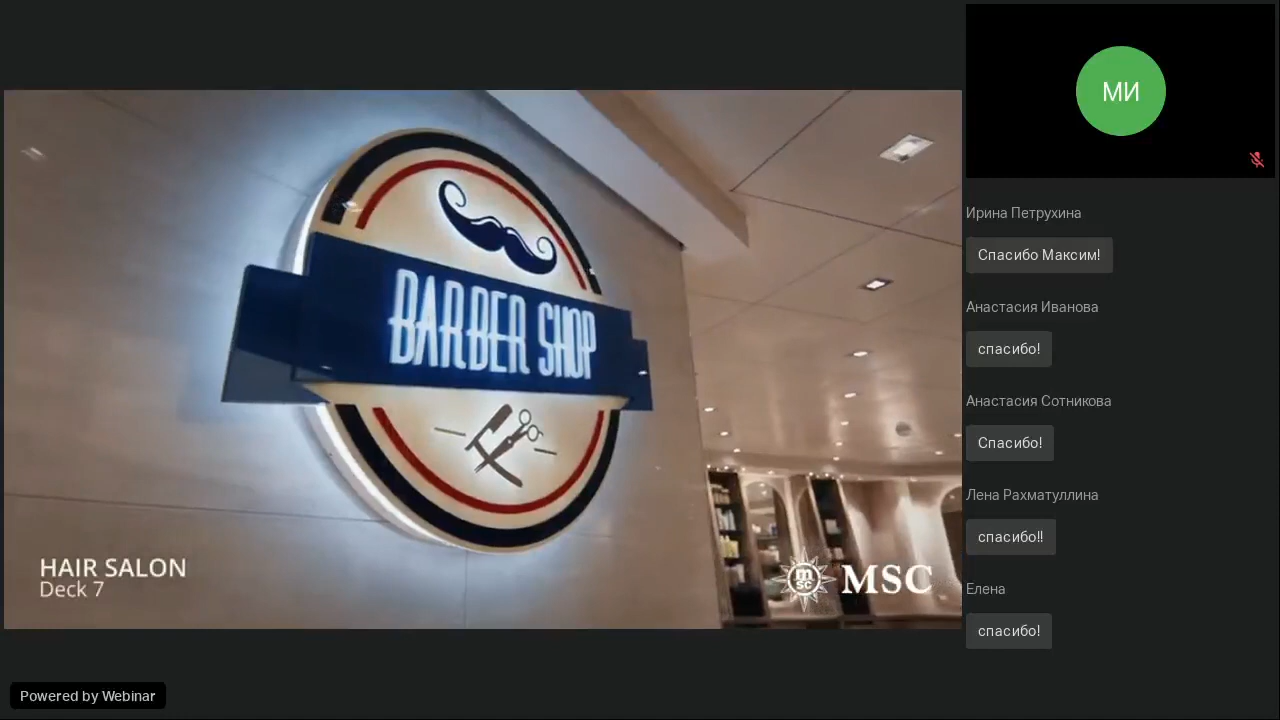 BARBER SHOP
HAIR SALON
Deck 7
msc
MSC
МИ
Ирина Петрухина
Спасибо Максим!
Анастасия Иванова
спасибо!
Анастасия Сотникова
Спасибо!
Лена Рахматуллина
спасибо!!
Елена
спасибо!
Powered by Webinar